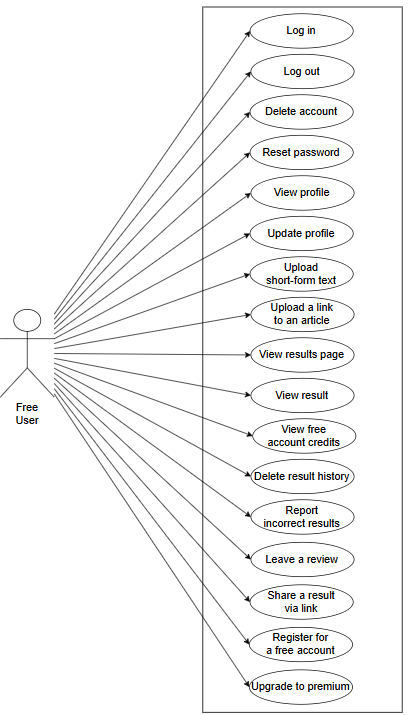 Log in
Log out
Delete account
Reset password
View profile
Update profile
Upload
short-form text
Upload a link
to an article
View results page
View result
View free
account credits
Delete result history
Report
incorrect results
Leave a review
Share a result
via link
Register for
a free account
Upgrade to premium
Free
User